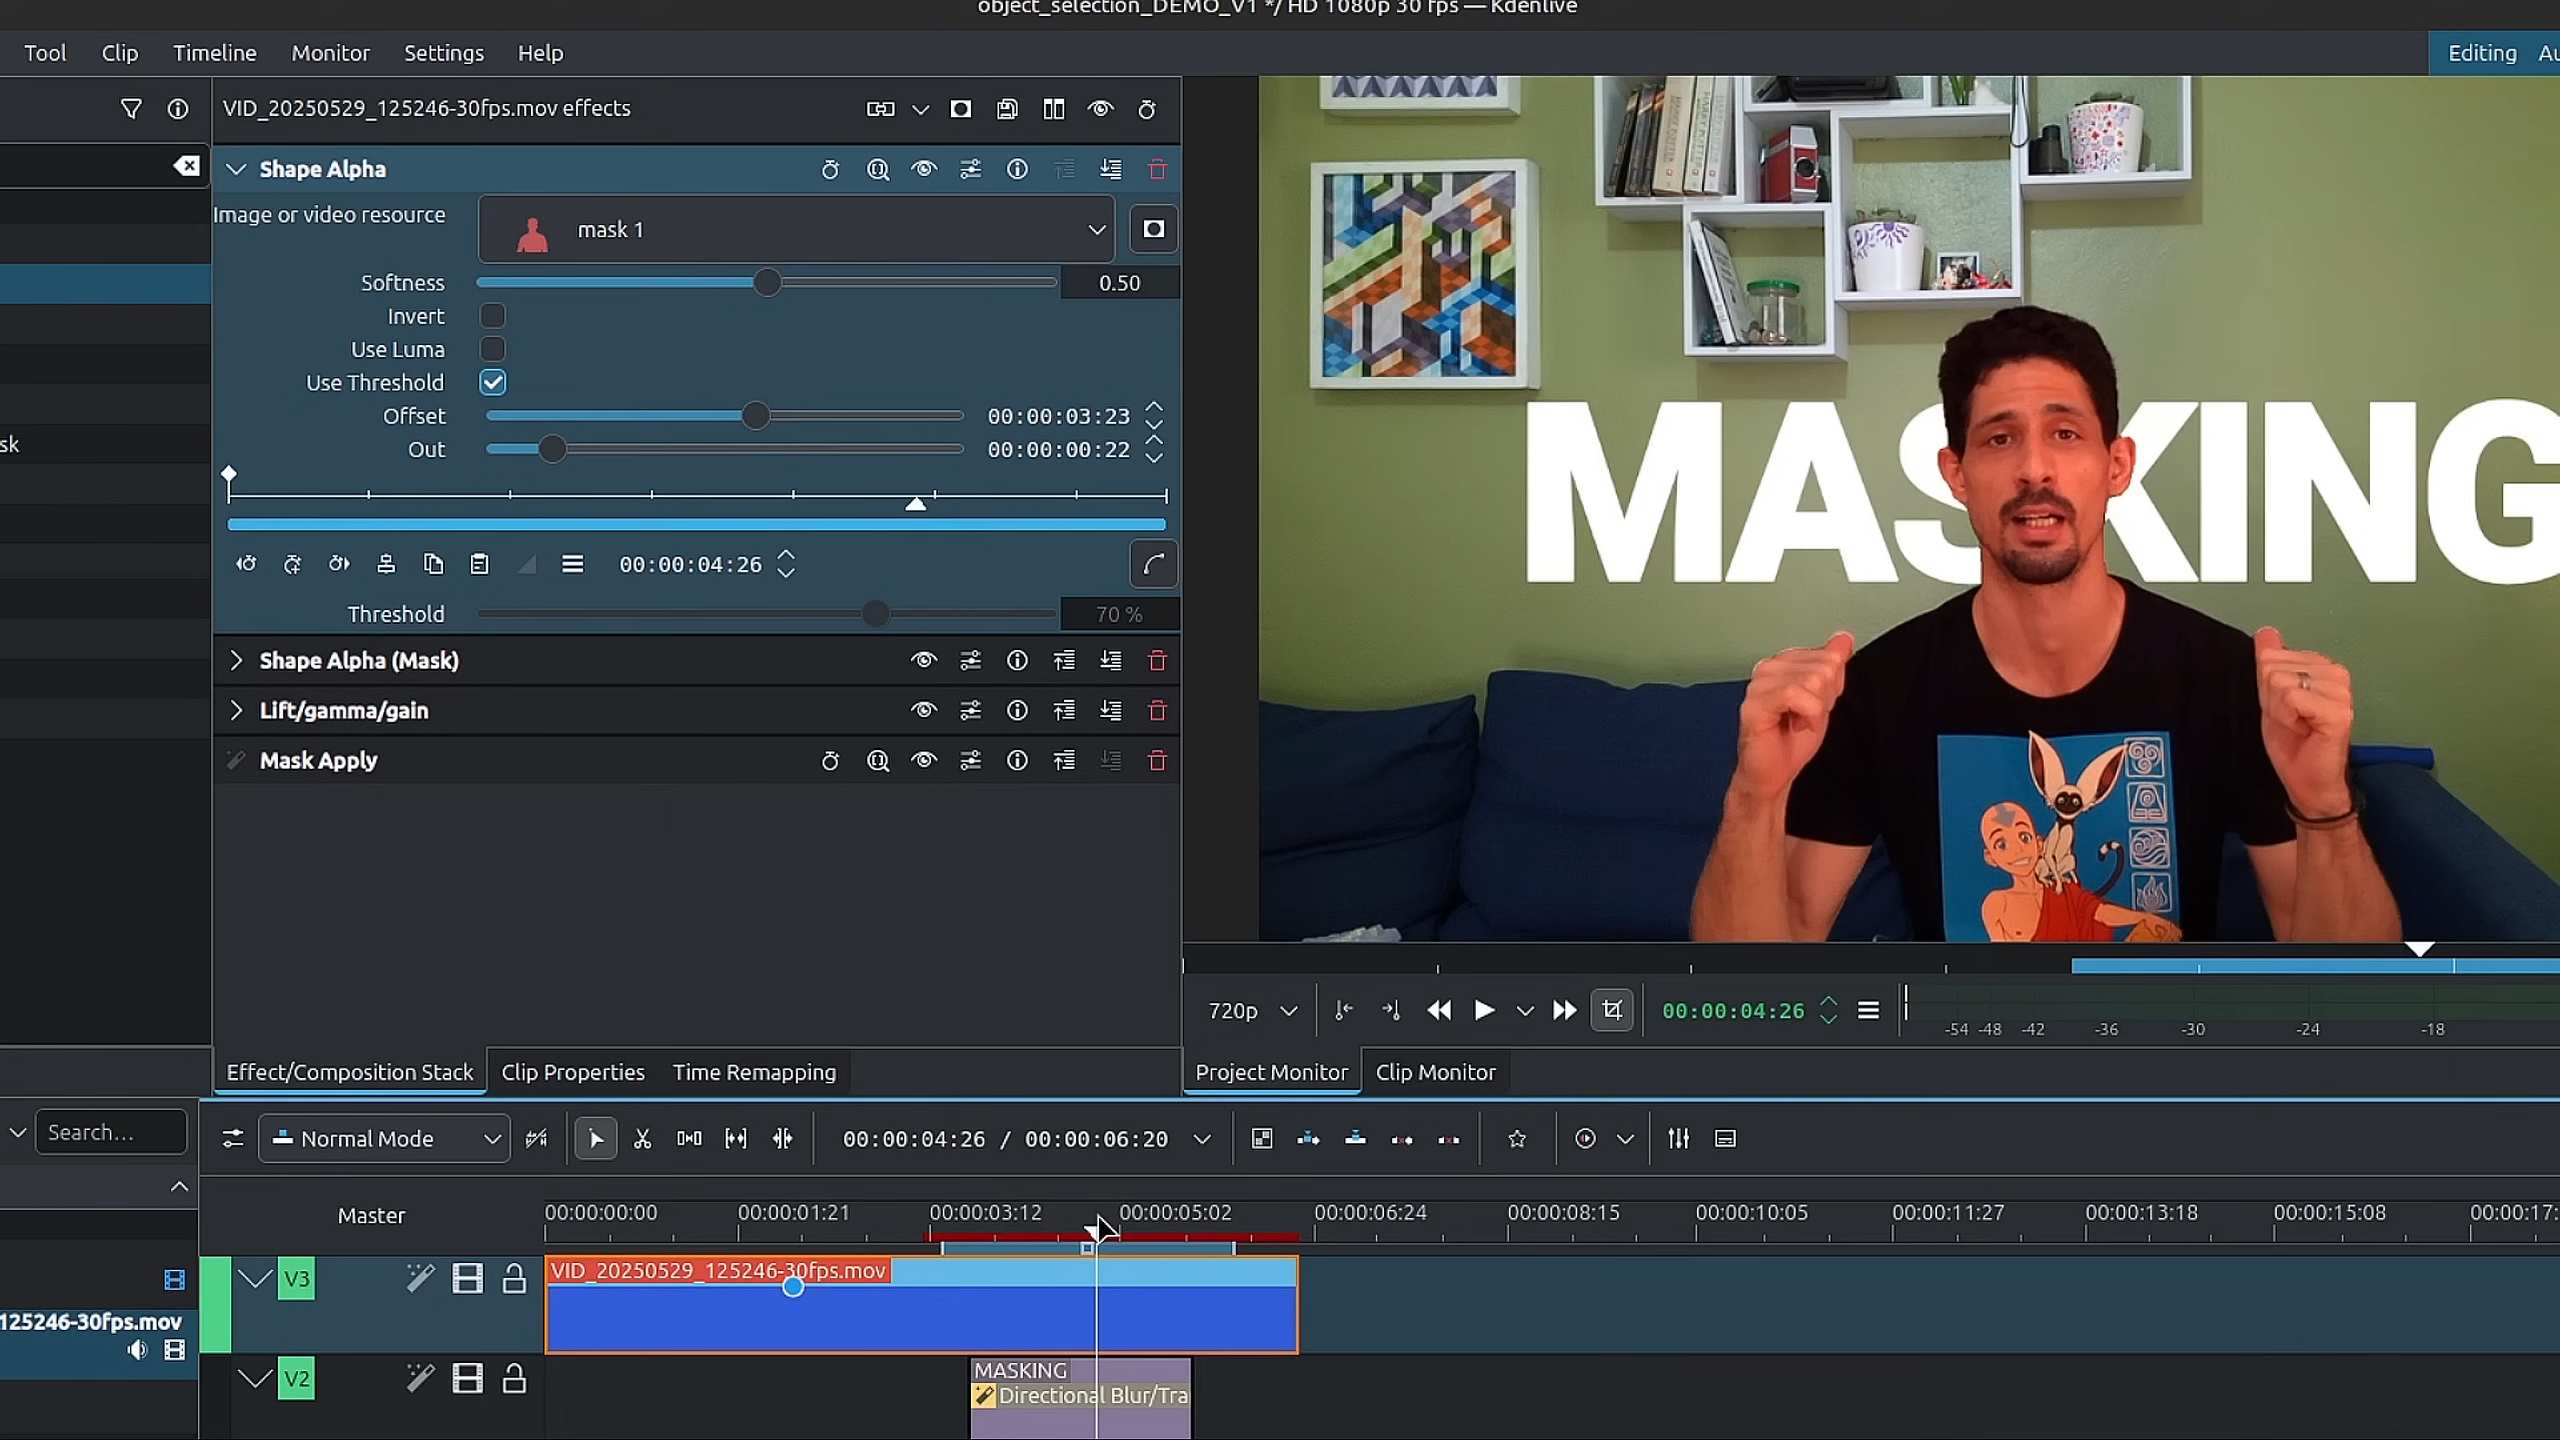 object_selection_DEMO_V1 */ HD 1080p 30 fps — Kdenlive
Tool Clip Timeline Monitor Settings Help
Editing Au
VID_20250529_125246-30fps.mov effects
Shape Alpha
Image or video resource
mask 1
Softness 0.50
Invert
Use Luma
Use Threshold
Offset 00:00:03:23
Out 00:00:00:22
sk
00:00:04:26
Threshold 70 %
Shape Alpha (Mask)
Lift/gamma/gain
Mask Apply
MASKING
720p 00:00:04:26
-54 -48 -42 -36 -30 -24 -18
Effect/Composition Stack Clip Properties Time Remapping
Project Monitor Clip Monitor
Search...
Normal Mode
00:00:04:26 / 00:00:06:20
Master
00:00:00:00 00:00:01:21 00:00:03:12 00:00:05:02 00:00:06:24 00:00:08:15 00:00:10:05 00:00:11:27 00:00:13:18 00:00:15:08 00:00:17:
V3
VID_20250529_125246-30fps.mov
125246-30fps.mov
V2
MASKING
Directional Blur/Tra